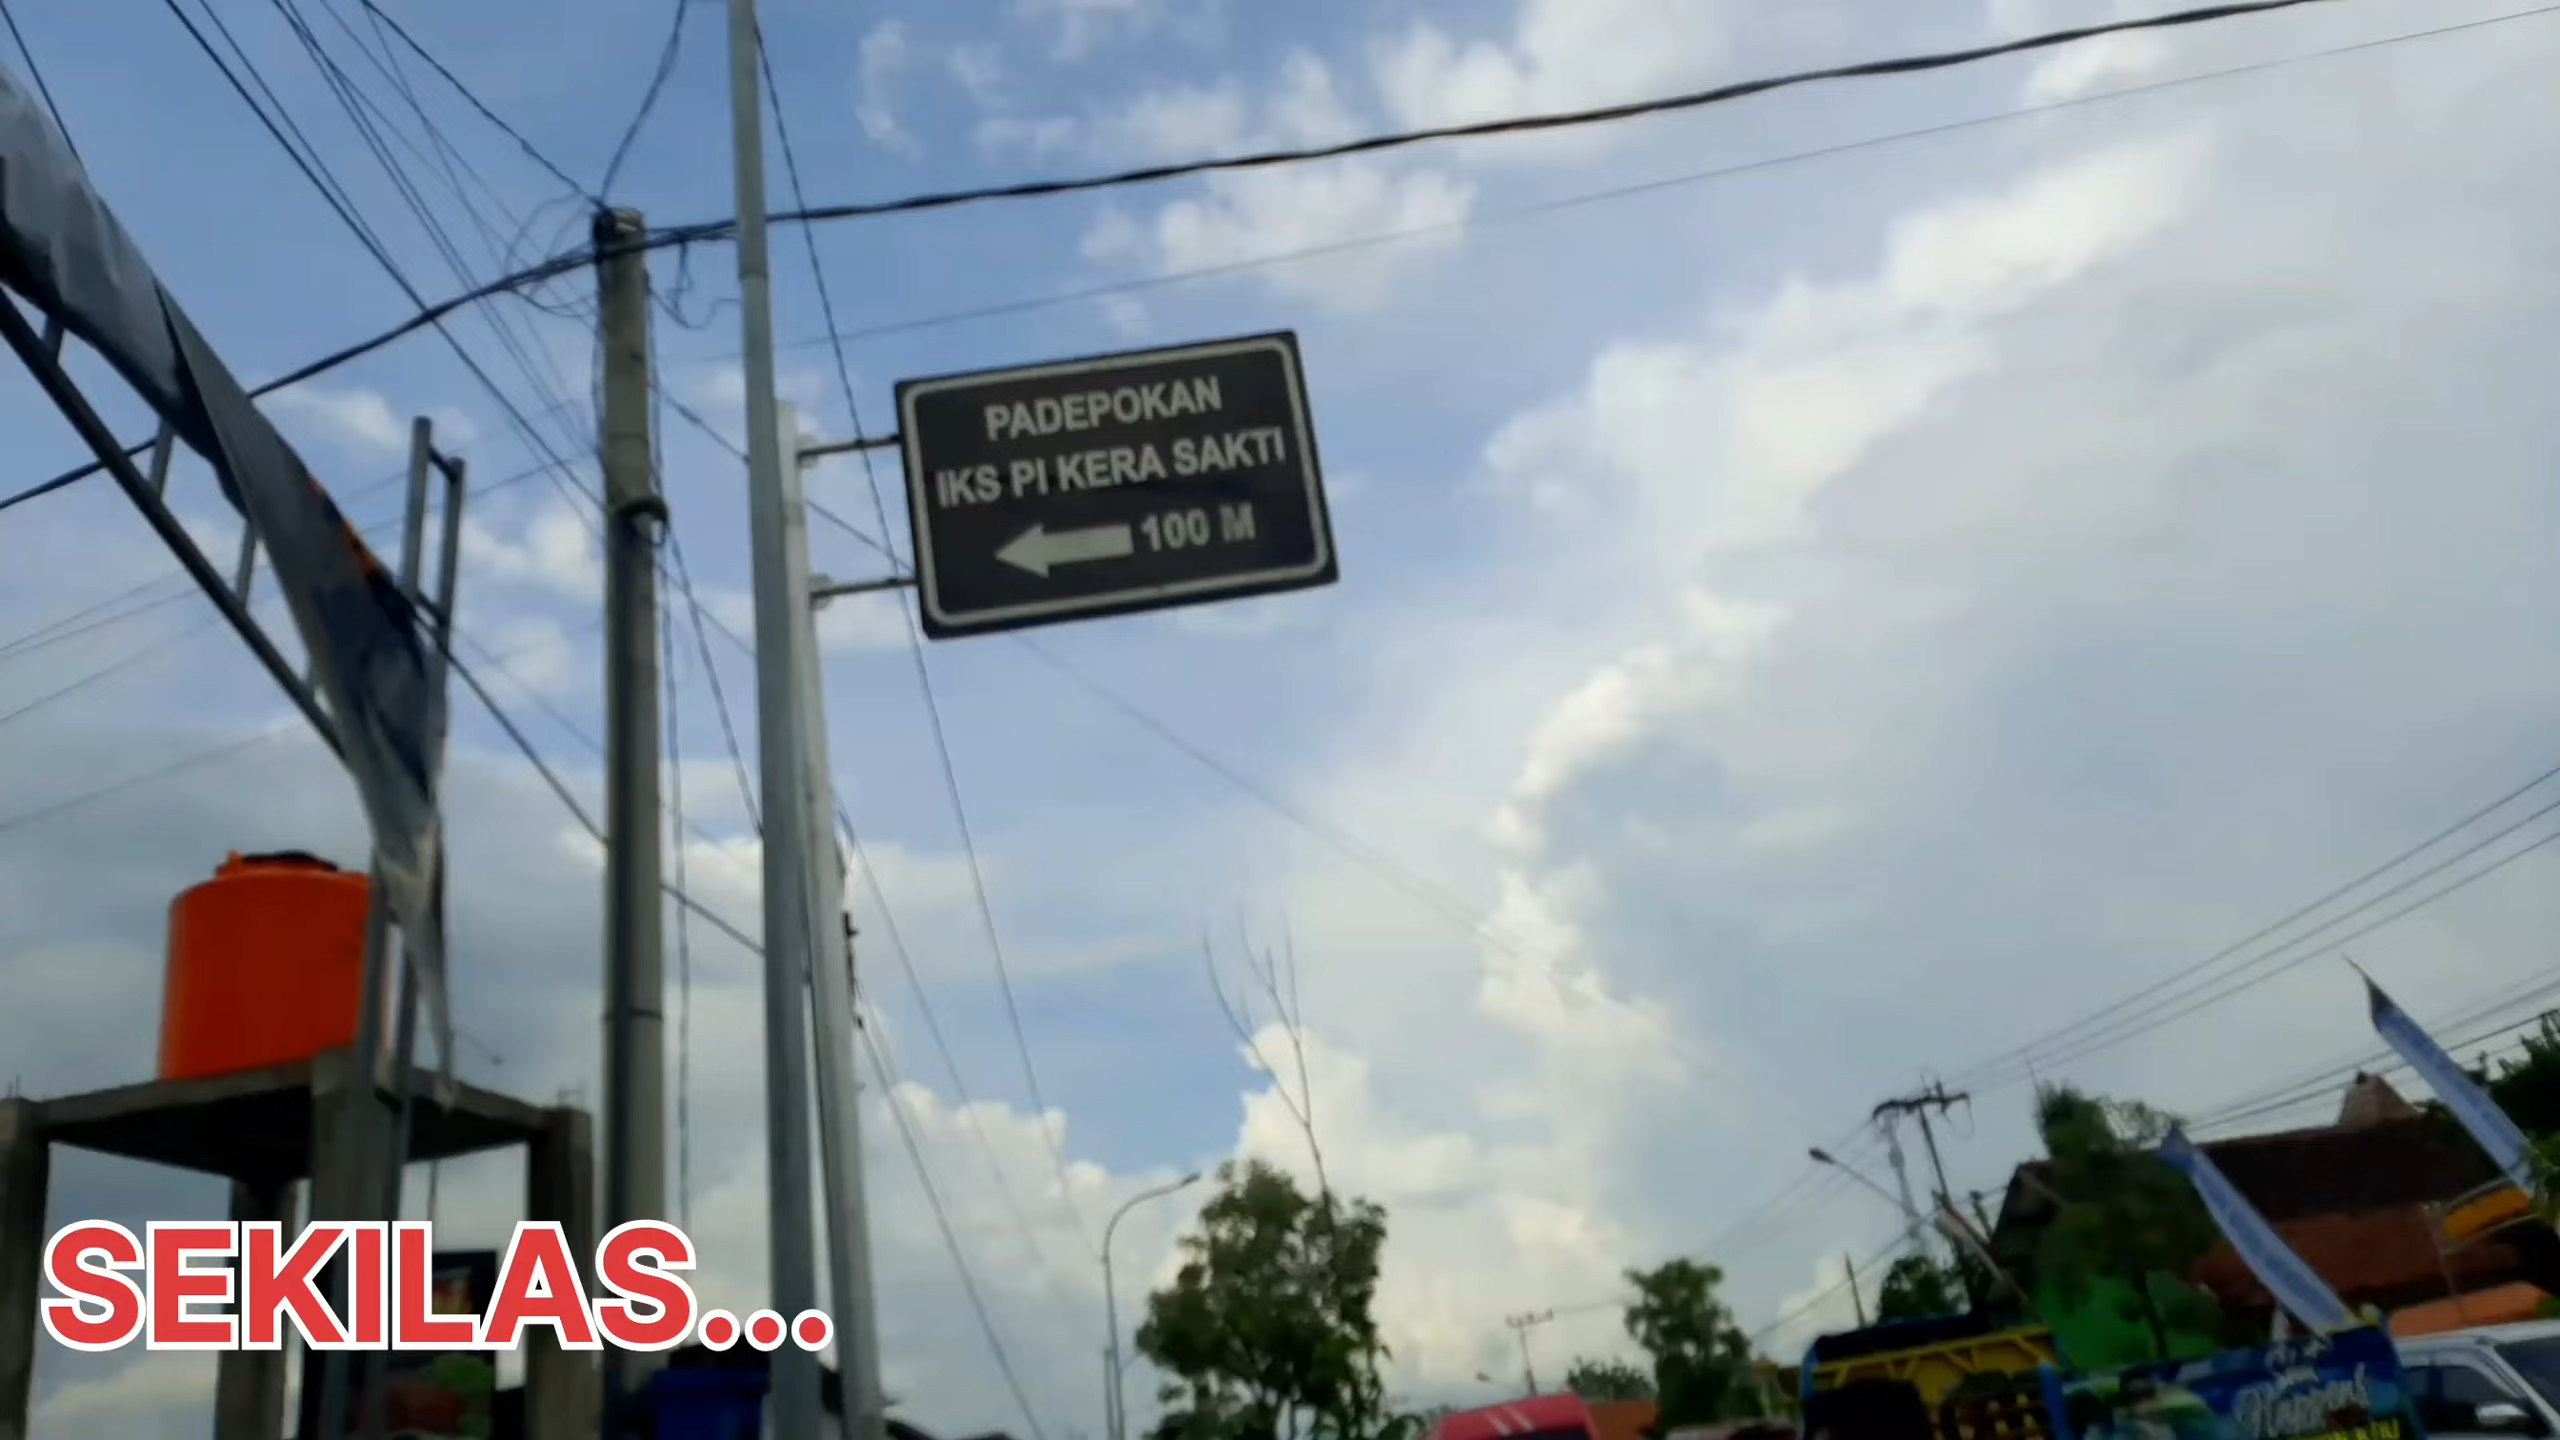 PADEPOKAN
IKS PI KERA SAKTI
100 M
SEKILAS...